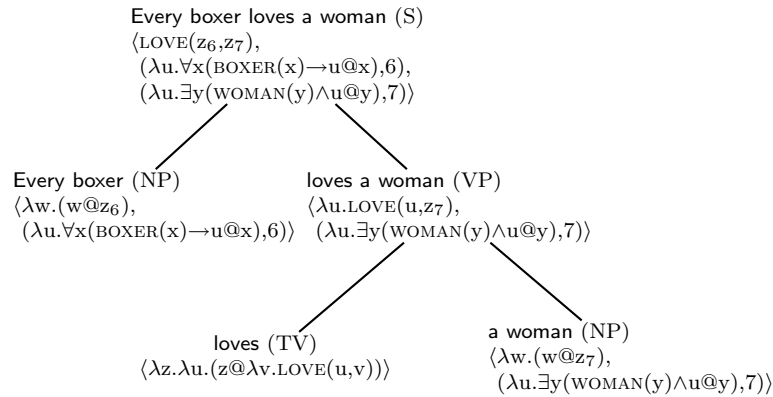 Every boxer loves a woman (S)
⟨LOVE(z₆,z₇),
(λu.∀x(BOXER(x)→u@x),6),
(λu.∃y(WOMAN(y)∧u@y),7)⟩
Every boxer (NP)
⟨λw.(w@z₆),
(λu.∀x(BOXER(x)→u@x),6)⟩
loves a woman (VP)
⟨λu.LOVE(u,z₇),
(λu.∃y(WOMAN(y)∧u@y),7)⟩
loves (TV)
⟨λz.λu.(z@λv.LOVE(u,v))⟩
a woman (NP)
⟨λw.(w@z₇),
(λu.∃y(WOMAN(y)∧u@y),7)⟩